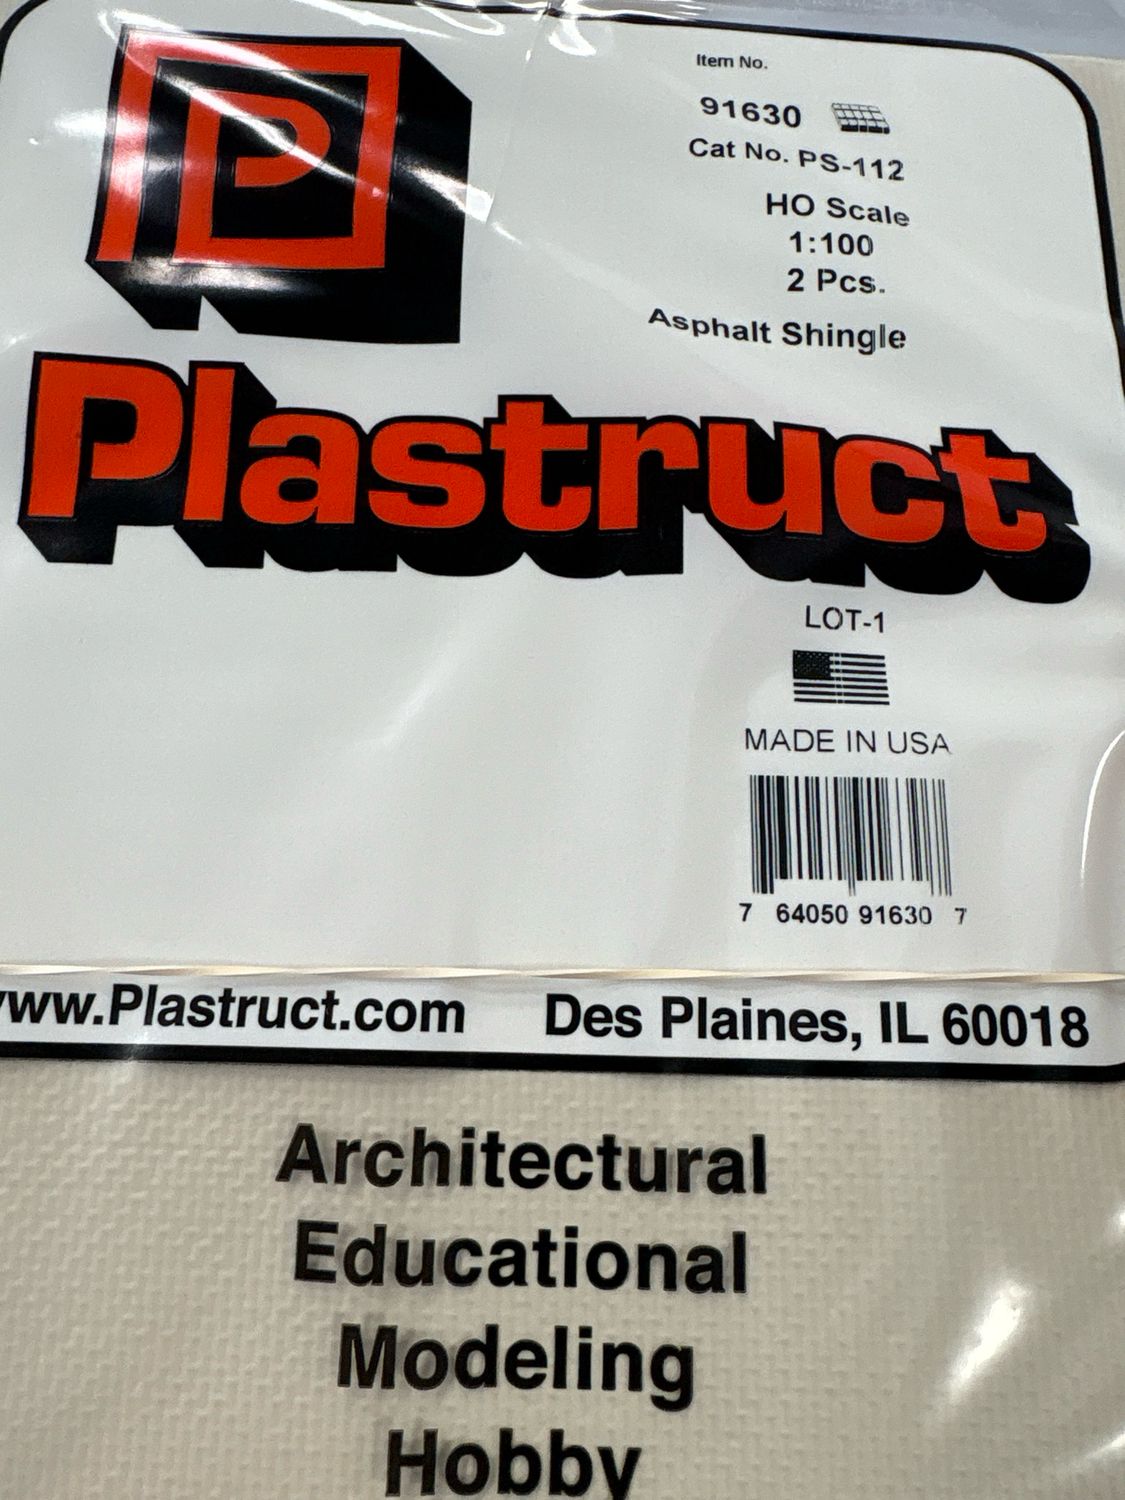 P
Item No.
91630
Cat No. PS-112
HO Scale
1:100
2 Pcs.
Asphalt Shingle
Plastruct
LOT-1
MADE IN USA
7 64050 91630 7
www.Plastruct.com Des Plaines, IL 60018
Architectural
Educational
Modeling
Hobby